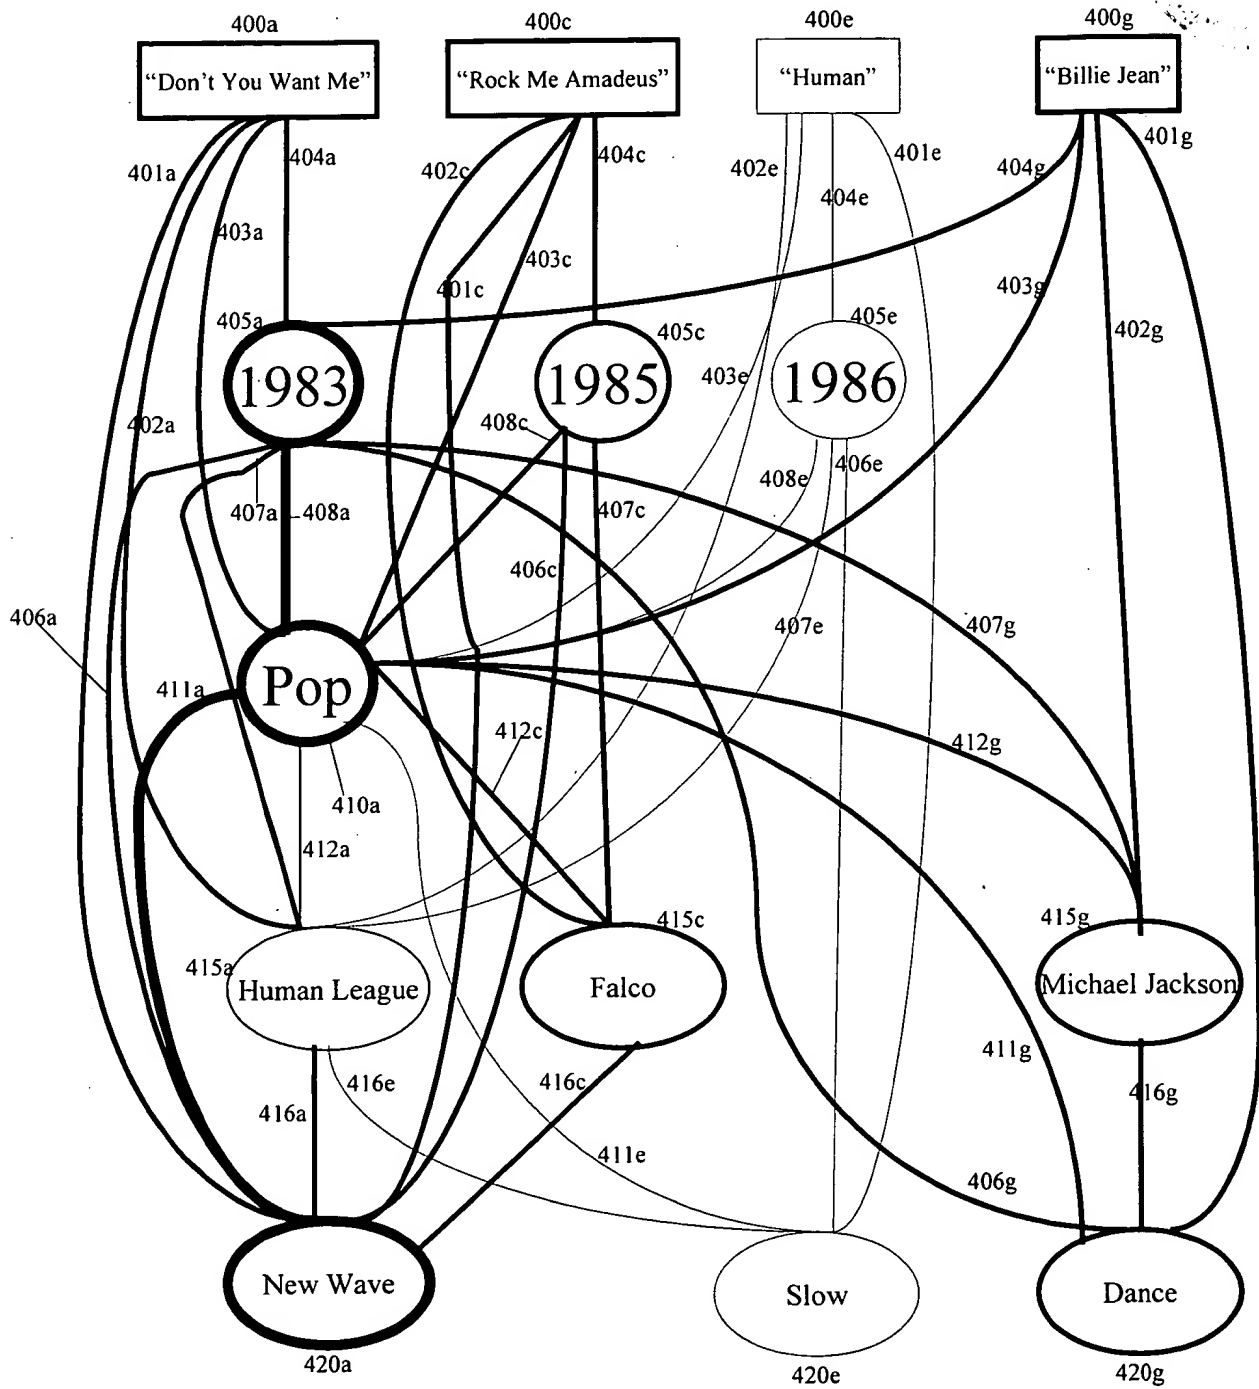 400a
400c
400e
400g
“Don't You Want Me”
“Rock Me Amadeus”
“Human”
“Billie Jean”
401a
404a
402c
404c
402e
401e
404g
401g
404e
403a
403c
401c
403g
402g
405a
405c
405e
1983
1985
1986
403e
402a
408c
408e
406e
407a
408a
407c
406c
406a
407e
407g
Pop
411a
412c
412g
410a
412a
415c
415g
415a
Human League
Falco
Michael Jackson
411g
416e
416c
416g
416a
411e
406g
New Wave
Slow
Dance
420a
420e
420g